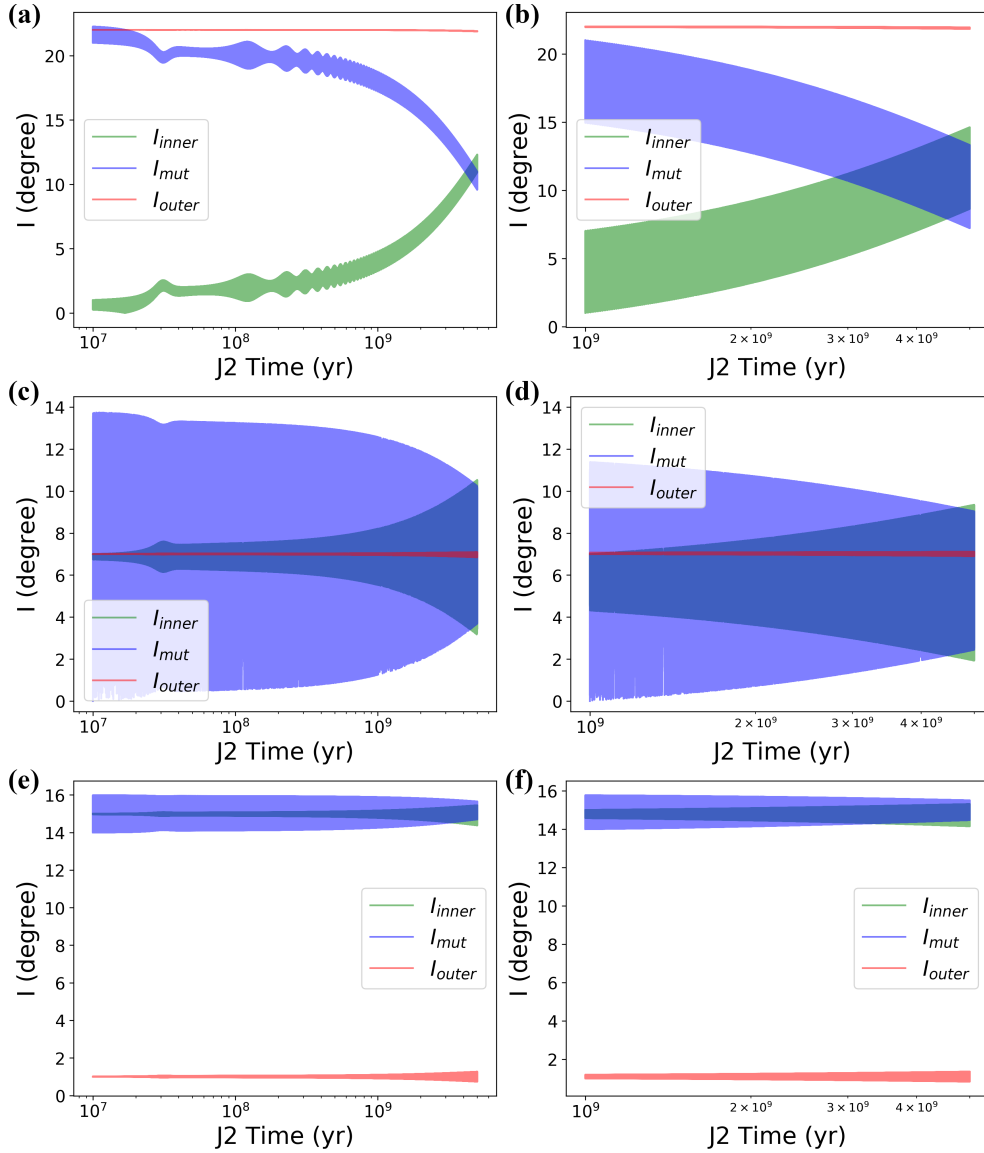 (a)
20
15
10
5
0
I (degree)
I_inner
I_mut
I_outer
10^7
10^8
10^9
J2 Time (yr)
(b)
20
15
10
5
0
I (degree)
I_inner
I_mut
I_outer
10^9
2 × 10^9
3 × 10^9
4 × 10^9
J2 Time (yr)
(c)
14
12
10
8
6
4
2
0
I (degree)
I_inner
I_mut
I_outer
10^7
10^8
10^9
J2 Time (yr)
(d)
14
12
10
8
6
4
2
0
I (degree)
I_inner
I_mut
I_outer
10^9
2 × 10^9
3 × 10^9
4 × 10^9
J2 Time (yr)
(e)
16
14
12
10
8
6
4
2
0
I (degree)
I_inner
I_mut
I_outer
10^7
10^8
10^9
J2 Time (yr)
(f)
16
14
12
10
8
6
4
2
I (degree)
I_inner
I_mut
I_outer
10^9
2 × 10^9
3 × 10^9
4 × 10^9
J2 Time (yr)